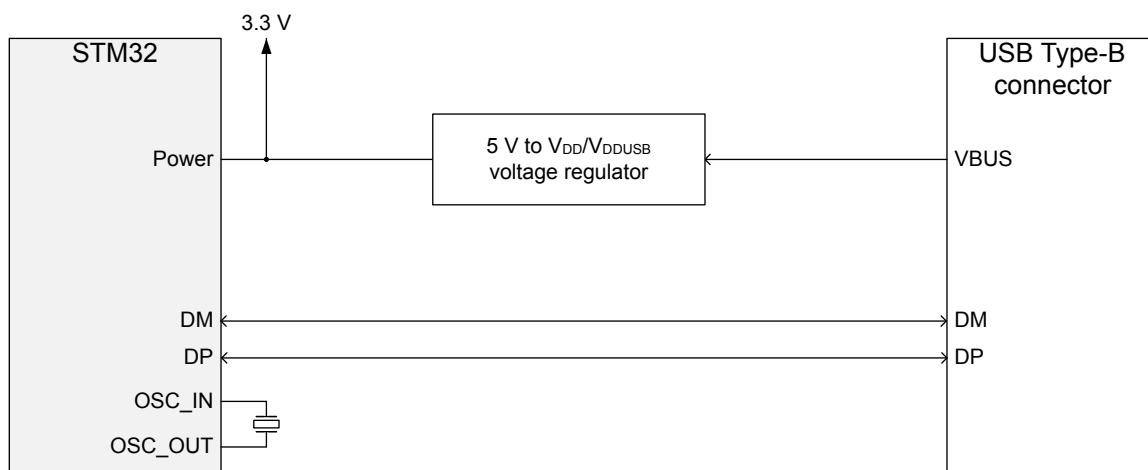 3.3 V
STM32
USB Type-B
connector
Power
5 V to VDD/VDDUSB
voltage regulator
VBUS
DM
DM
DP
DP
OSC_IN
OSC_OUT